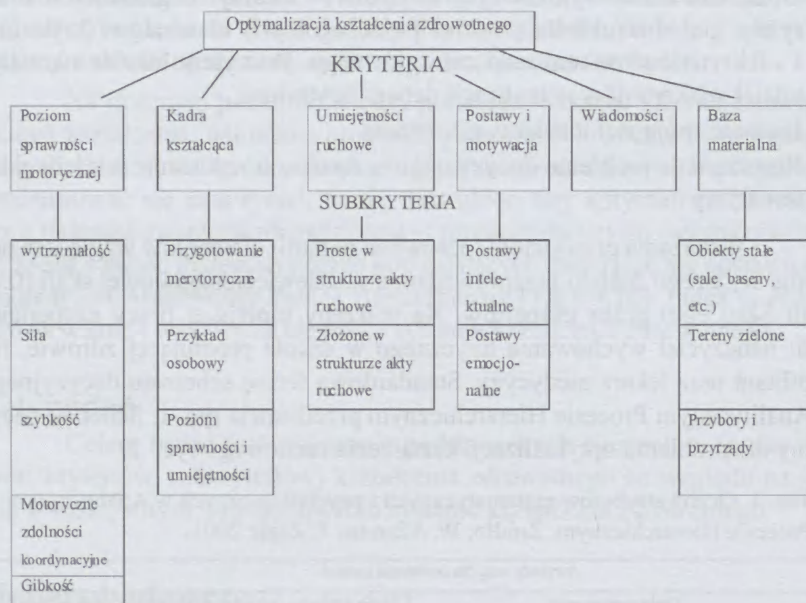 Optymalizacja kształcenia zdrowotnego
KRYTERIA
Poziom
sprawności
motorycznej
Kadra
kształcąca
Umiejętności
ruchowe
Postawy i
motywacja
Wiadomości
Baza
materialna
SUBKRYTERIA
wytrzymałość
Siła
szybkość
Motoryczne
zdolności
koordynacyjne
Gibkość
Przygotowanie
merytoryczne
Przykład
osobowy
Poziom
sprawności i
umiejętności
Proste w
strukturze akty
ruchowe
Złożone w
strukturze akty
ruchowe
Postawy
intele-
ktualne
Postawy
emocjo-
nalne
Obiekty stałe
(sale, baseny,
etc.)
Tereny zielone
Przybory i
przyrządy